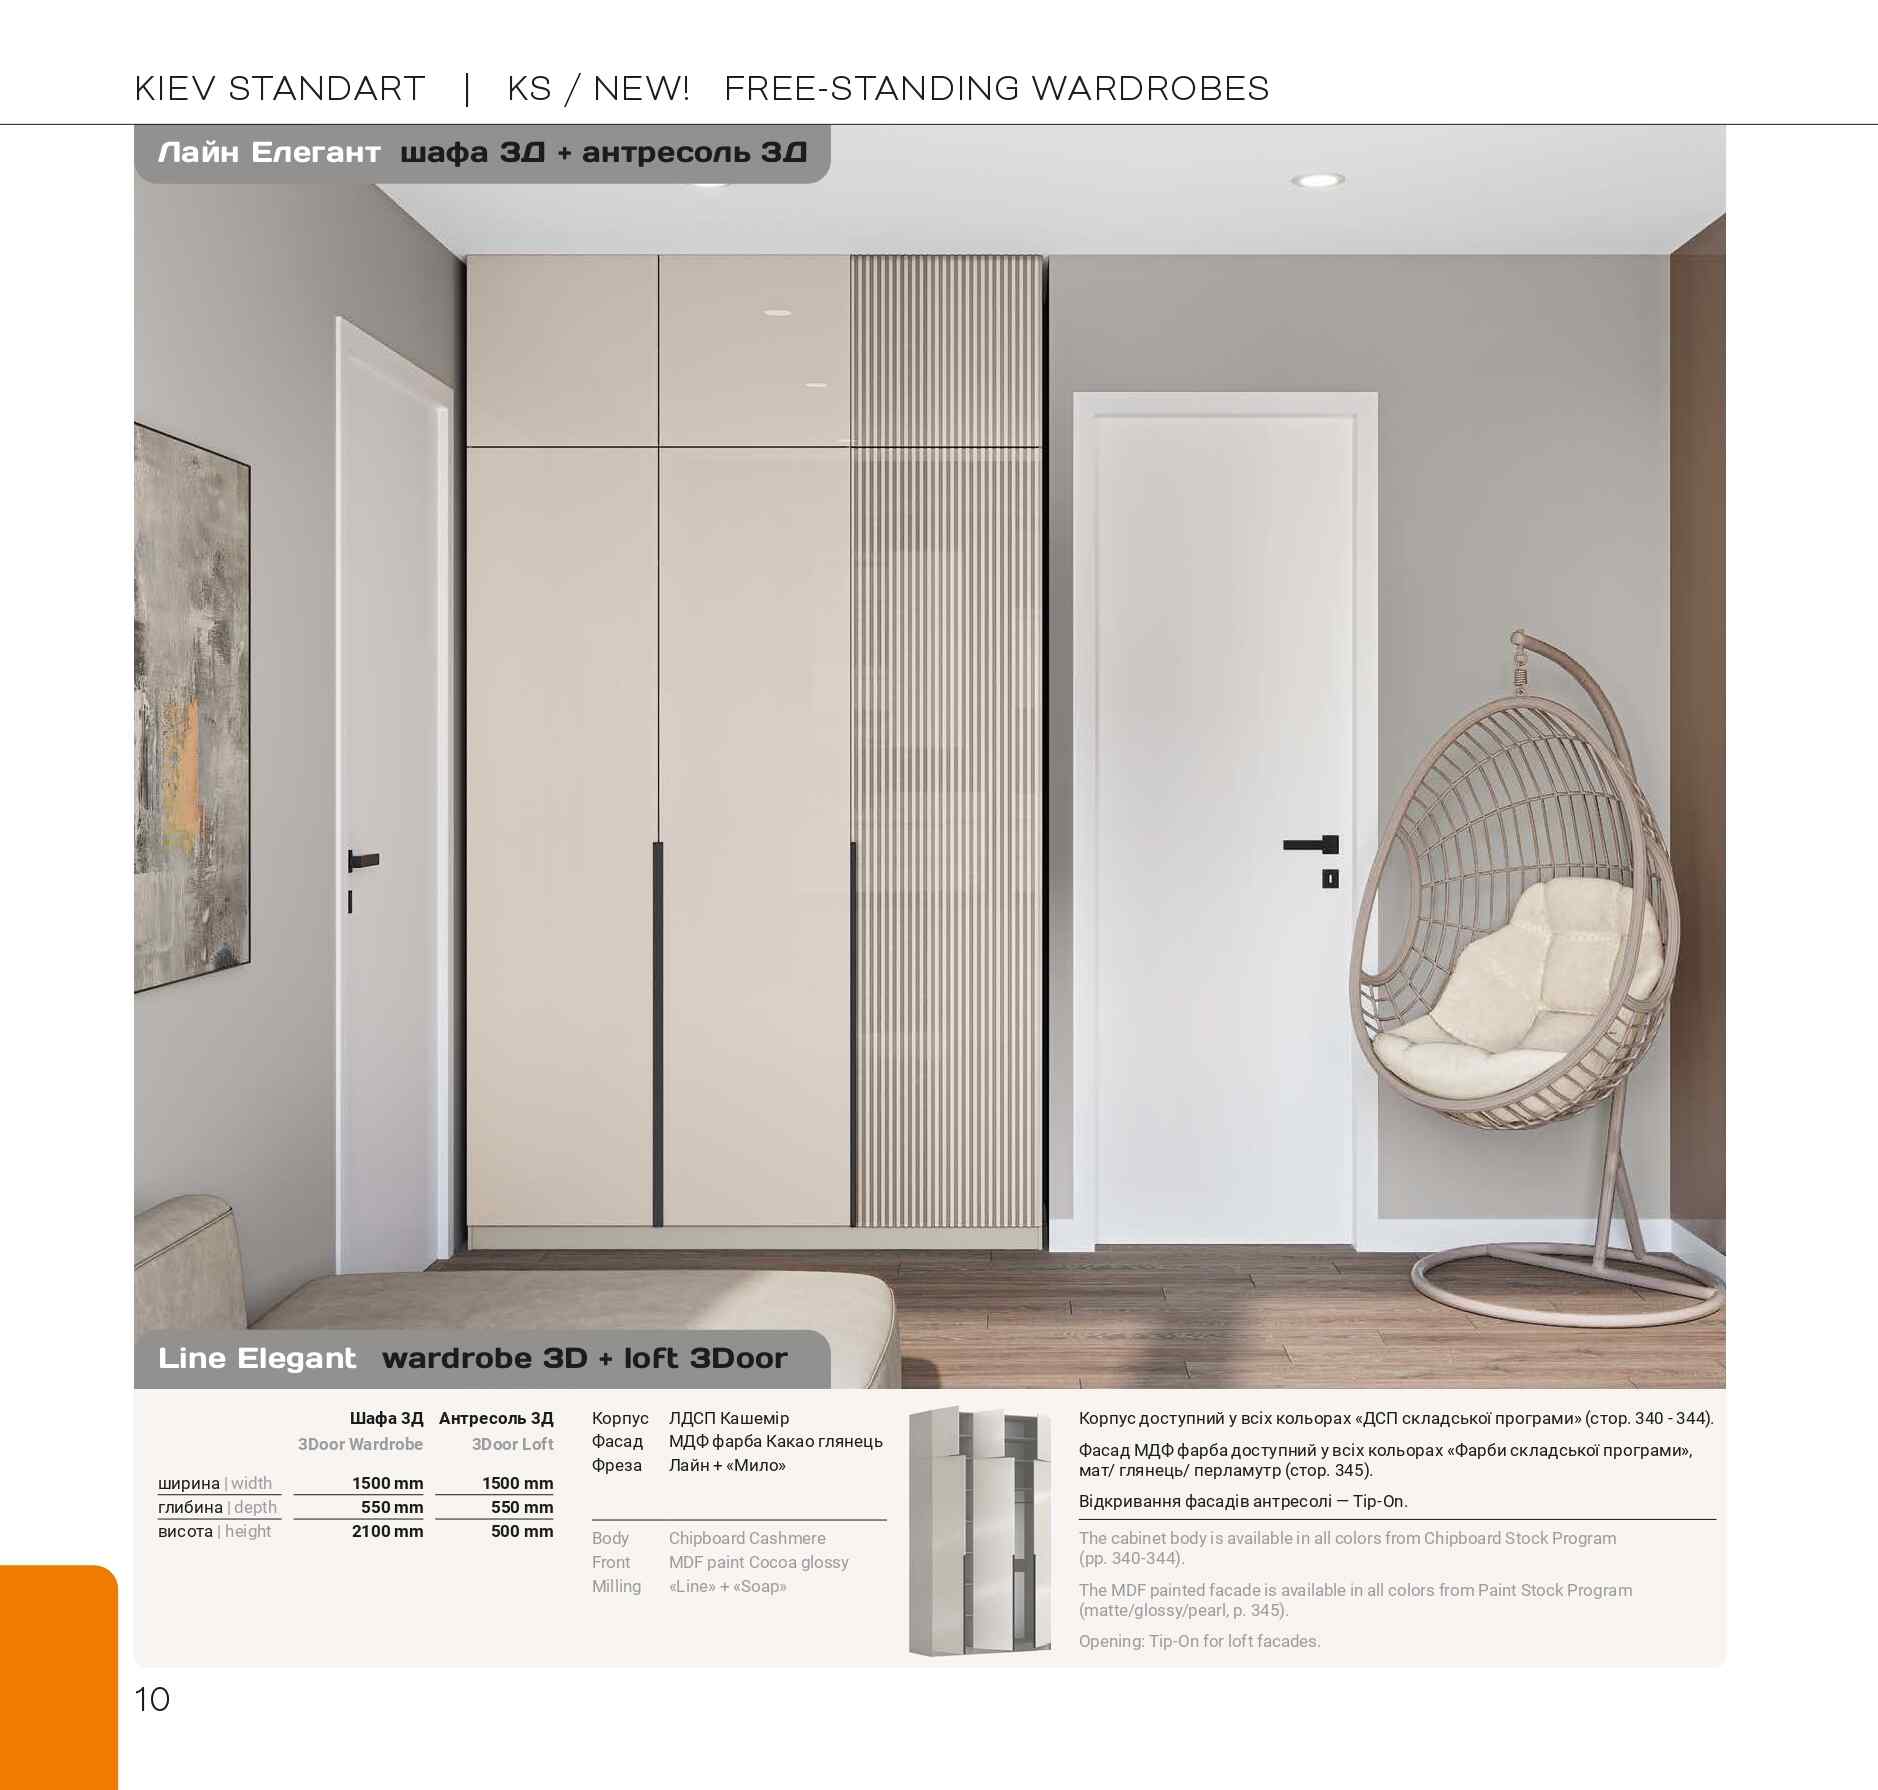 KIEV STANDART | KS / NEW! FREE-STANDING WARDROBES
Лайн Елегант шафа 3Д + антресоль 3Д
Line Elegant wardrobe 3D + loft 3Door
Шафа 3Д Антресоль 3Д
3Door Wardrobe 3Door Loft
ширина | width 1500 mm 1500 mm
глибина | depth 550 mm 550 mm
висота | height 2100 mm 500 mm
Корпус ЛДСП Кашемір
Фасад МДФ фарба Какао глянець
Фреза Лайн + «Мило»
Body Chipboard Cashmere
Front MDF paint Cocoa glossy
Milling «Line» + «Soap»
Корпус доступний у всіх кольорах «ДСП складської програми» (стор. 340 - 344).
Фасад МДФ фарба доступний у всіх кольорах «Фарби складської програми»,
мат/ глянець/ перламутр (стор. 345).
Відкривання фасадів антресолі — Tip-On.
The cabinet body is available in all colors from Chipboard Stock Program
(pp. 340-344).
The MDF painted facade is available in all colors from Paint Stock Program
(matte/glossy/pearl, p. 345).
Opening: Tip-On for loft facades.
10